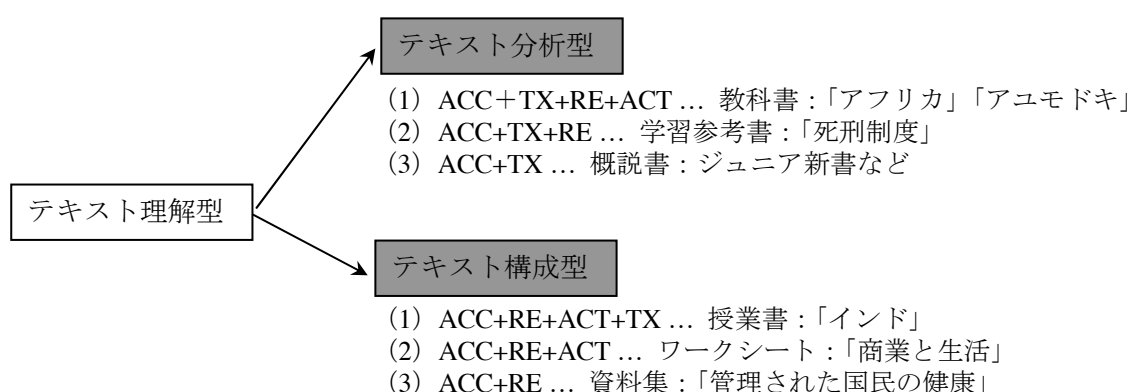 テキスト分析型
（1）ACC＋TX+RE+ACT … 教科書：「アフリカ」「アユモドキ」
（2）ACC+TX+RE … 学習参考書：「死刑制度」
（3）ACC+TX … 概説書：ジュニア新書など
テキスト理解型
テキスト構成型
（1）ACC+RE+ACT+TX … 授業書：「インド」
（2）ACC+RE+ACT … ワークシート：「商業と生活」
（3）ACC+RE … 資料集：「管理された国民の健康」